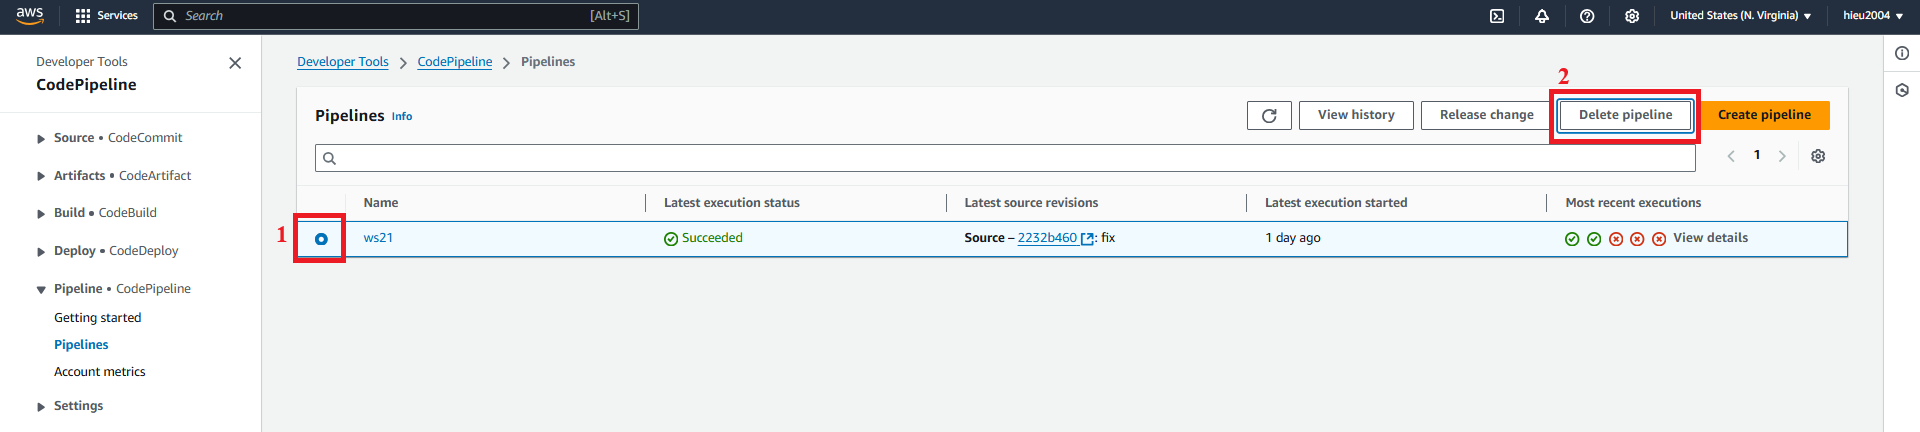 aws
Services
Search
[Alt+S]
United States (N. Virginia)
hieu2004
Developer Tools
CodePipeline
Source • CodeCommit
Artifacts • CodeArtifact
Build • CodeBuild
Deploy • CodeDeploy
Pipeline • CodePipeline
Getting started
Pipelines
Account metrics
Settings
Developer Tools
CodePipeline
Pipelines
2
Pipelines Info
View history
Release change
Delete pipeline
Create pipeline
1
Name
Latest execution status
Latest source revisions
Latest execution started
Most recent executions
1
ws21
Succeeded
Source – 2232b460 : fix
1 day ago
View details